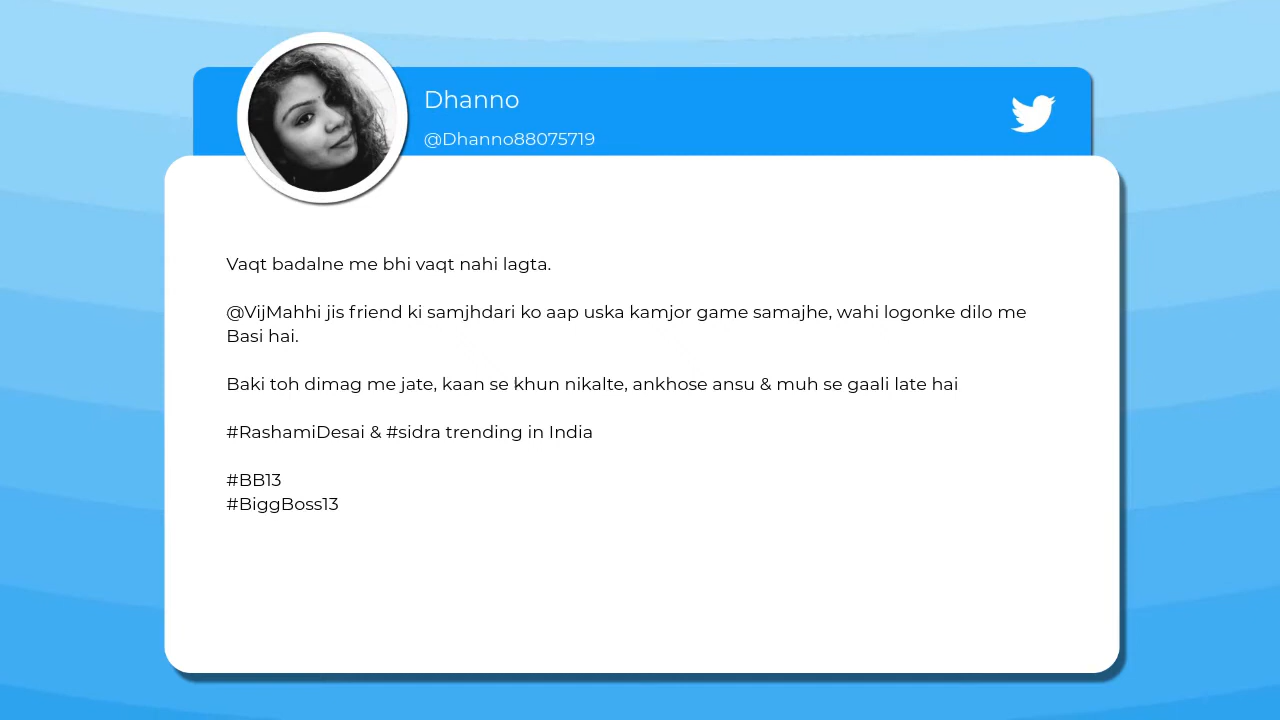 Dhanno
@Dhanno88075719
Vaqt badalne me bhi vaqt nahi lagta.
@VijMahhi jis friend ki samjhdari ko aap uska kamjor game samajhe, wahi logonke dilo me
Basi hai.
Baki toh dimag me jate, kaan se khun nikalte, ankhose ansu & muh se gaali late hai
#RashamiDesai & #sidra trending in India
#BB13
#BiggBoss13